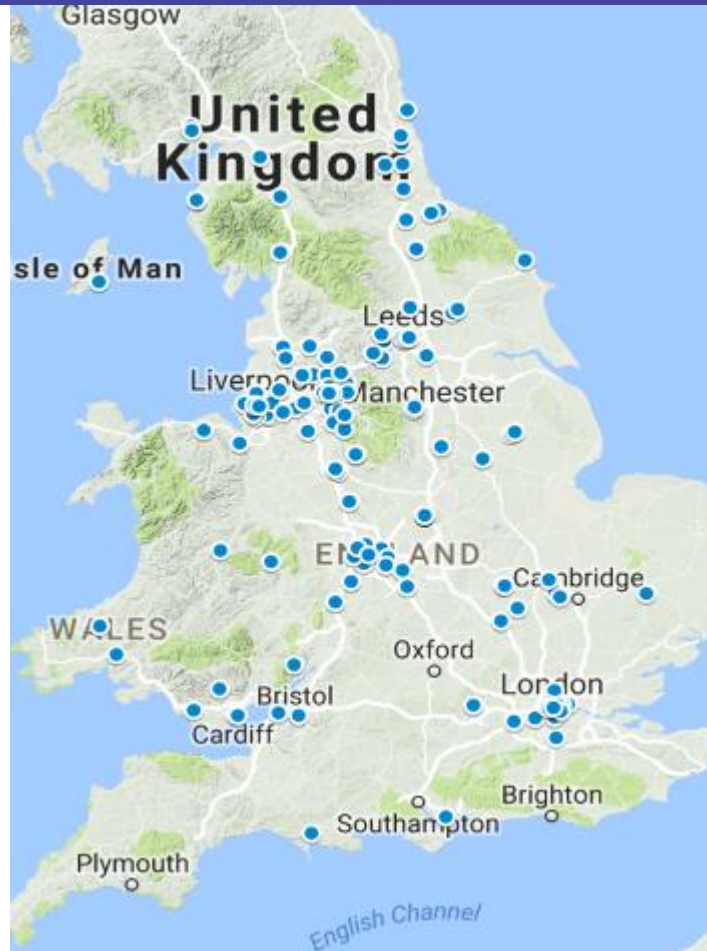 Glasgow
United
Kingdom
sle of Man
Leeds
Liverpool
Manchester
ENGLAND
Cambridge
WALES
Oxford
London
Bristol
Cardiff
Brighton
Southampton
Plymouth
English Channel